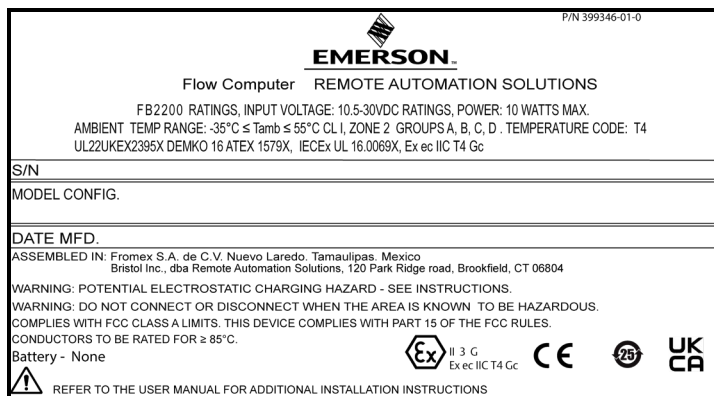 P/N 399346-01-0
EMERSON™
Flow Computer REMOTE AUTOMATION SOLUTIONS
FB2200 RATINGS, INPUT VOLTAGE: 10.5-30VDC RATINGS, POWER: 10 WATTS MAX.
AMBIENT TEMP RANGE: -35°C ≤ Tamb ≤ 55°C CL I, ZONE 2 GROUPS A, B, C, D . TEMPERATURE CODE: T4
UL22UKEX2395X DEMKO 16 ATEX 1579X, IECEx UL 16.0069X, Ex ec IIC T4 Gc
S/N
MODEL CONFIG.
DATE MFD.
ASSEMBLED IN: Fromex S.A. de C.V. Nuevo Laredo. Tamaulipas. Mexico
Bristol Inc., dba Remote Automation Solutions, 120 Park Ridge road, Brookfield, CT 06804
WARNING: POTENTIAL ELECTROSTATIC CHARGING HAZARD - SEE INSTRUCTIONS.
WARNING: DO NOT CONNECT OR DISCONNECT WHEN THE AREA IS KNOWN TO BE HAZARDOUS.
COMPLIES WITH FCC CLASS A LIMITS. THIS DEVICE COMPLIES WITH PART 15 OF THE FCC RULES.
CONDUCTORS TO BE RATED FOR ≥ 85°C.
Battery - None
Ex II 3 G
Ex ec IIC T4 Gc
CE
25
UK
CA
REFER TO THE USER MANUAL FOR ADDITIONAL INSTALLATION INSTRUCTIONS